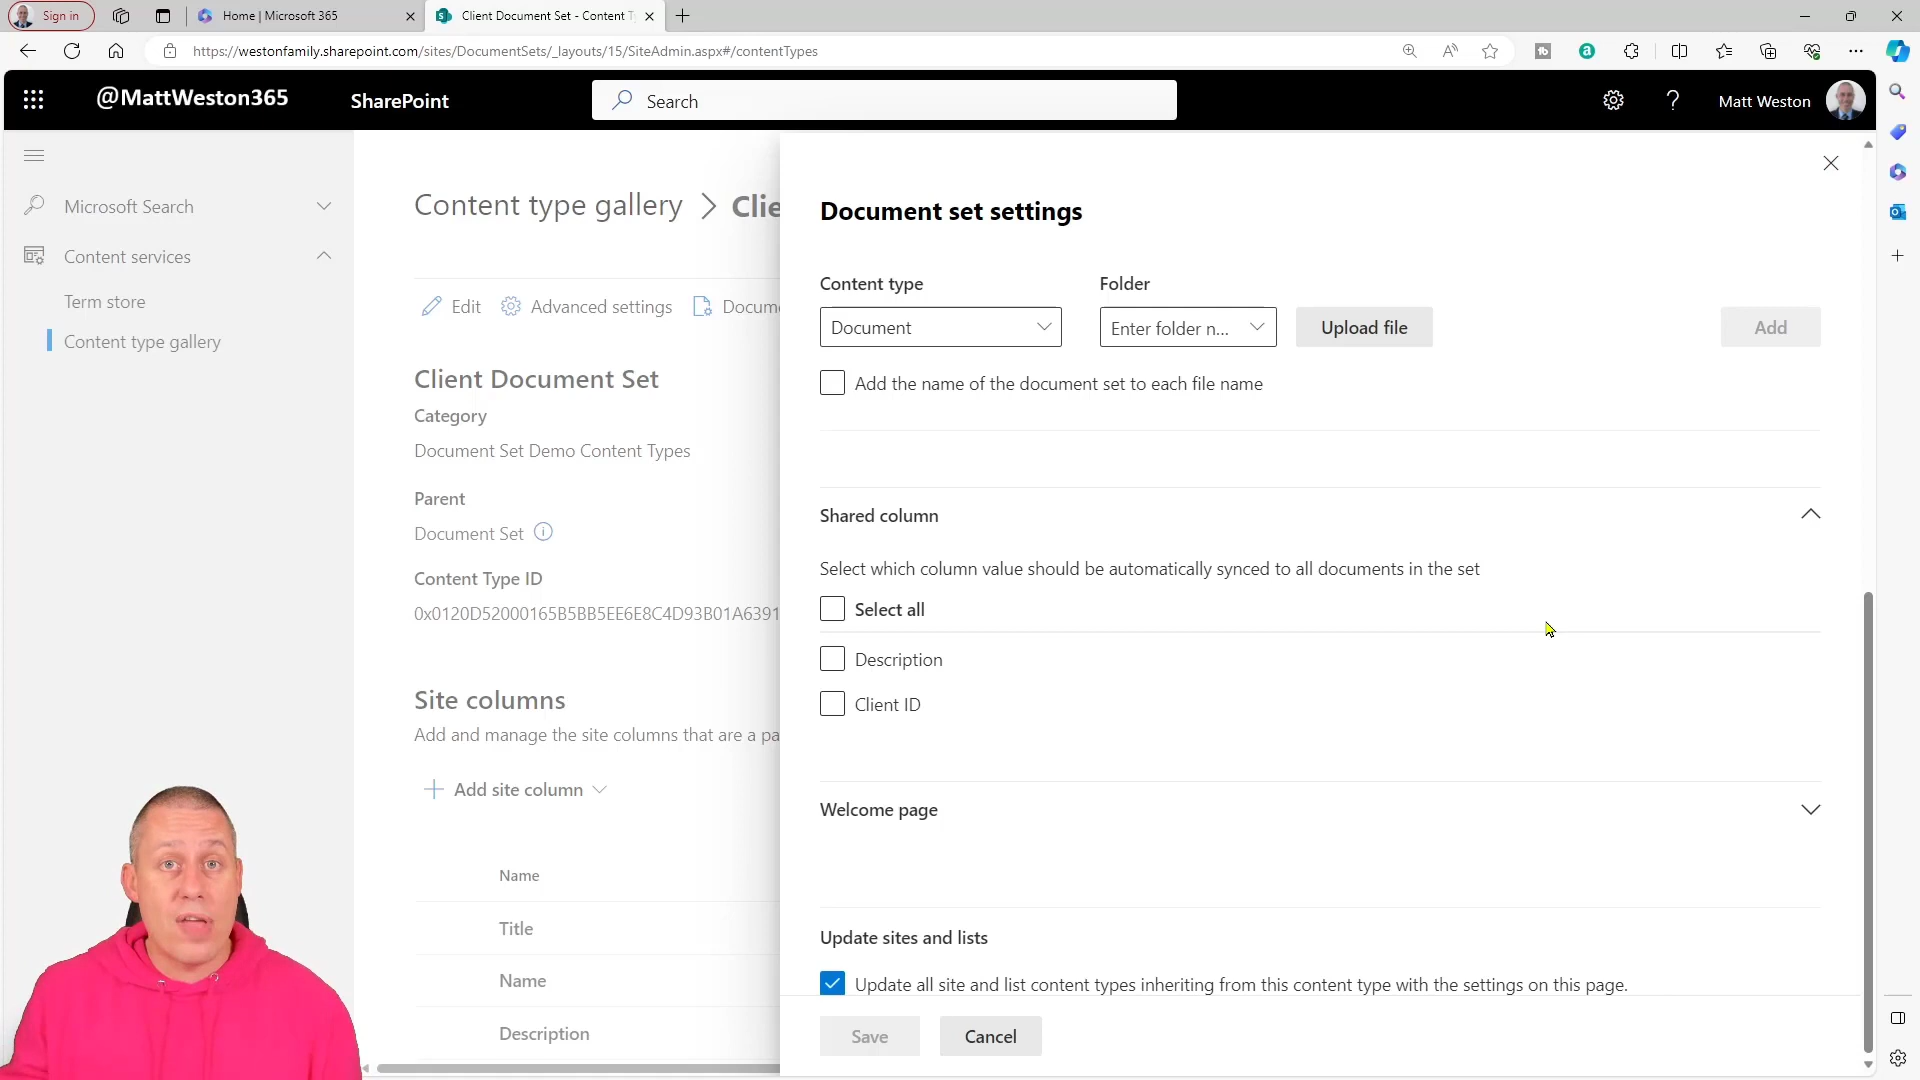 Sign in
Home | Microsoft 365
Client Document Set - Content T
https://westonfamily.sharepoint.com/sites/DocumentSets/_layouts/15/SiteAdmin.aspx#/contentTypes
@MattWeston365
SharePoint
Search
Matt Weston
Microsoft Search
Content services
Term store
Content type gallery
Content type gallery > Clie
Edit
Advanced settings
Docume
Client Document Set
Category
Document Set Demo Content Types
Parent
Document Set
Content Type ID
0x0120D52000165B5BB5EE6E8C4D93B01A6391
Site columns
Add and manage the site columns that are a pa
Add site column
Name
Title
Name
Description
Document set settings
Content type
Folder
Document
Enter folder n...
Upload file
Add
Add the name of the document set to each file name
Shared column
Select which column value should be automatically synced to all documents in the set
Select all
Description
Client ID
Welcome page
Update sites and lists
Update all site and list content types inheriting from this content type with the settings on this page.
Save
Cancel